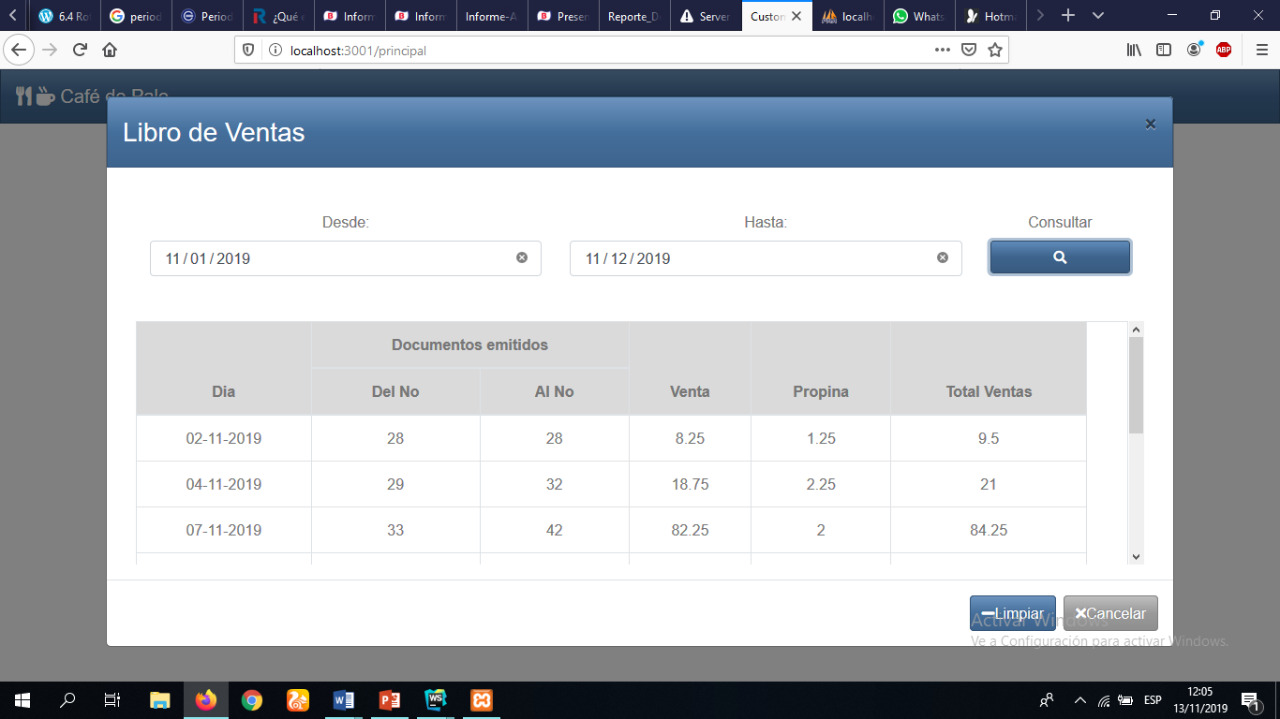 6.4 Rot
period
Period
¿Qué
Inform
Inform
Informe-A
Presen
Reporte_D
Server
Custom
localh
Whats
Hotm
localhost:3001/principal
ABP
Café de Palo
Libro de Ventas
Desde: Hasta: Consultar
11 / 01 / 2019 11 / 12 / 2019
Documentos emitidos
Dia Del No Al No Venta Propina Total Ventas
02-11-2019 28 28 8.25 1.25 9.5
04-11-2019 29 32 18.75 2.25 21
07-11-2019 33 42 82.25 2 84.25
Limpiar Cancelar
Activar Windows
Ve a Configuración para activar Windows.
ESP
12:05
13/11/2019
1